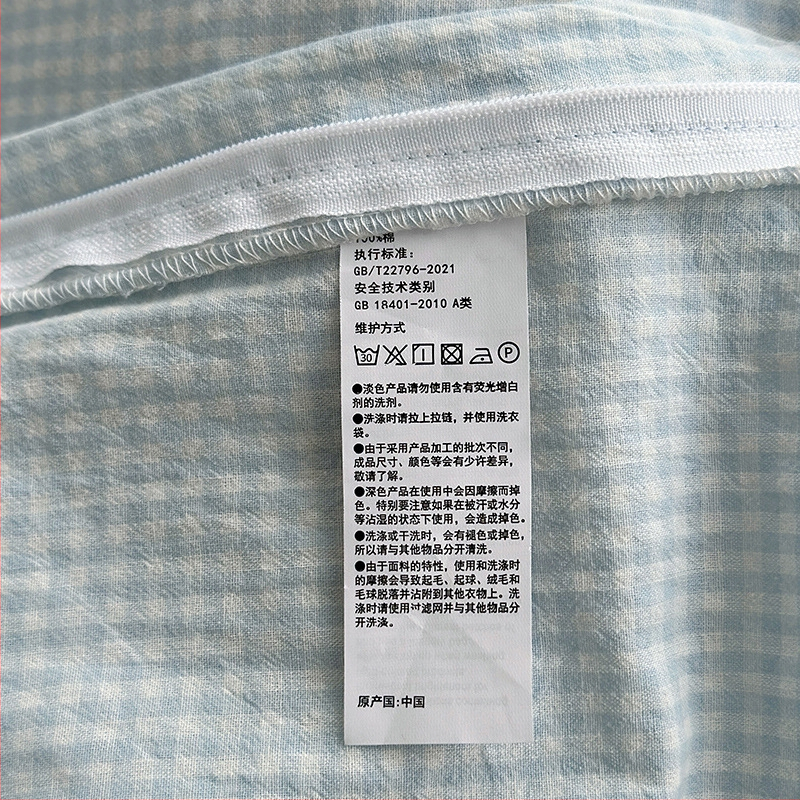 100%棉
执行标准：
GB/T22796-2021
安全技术类别
GB 18401-2010 A类
维护方式
30 P
●淡色产品请勿使用含有荧光增白
剂的洗剂。
●洗涤时请拉上拉链，并使用洗衣
袋。
●由于采用产品加工的批次不同，
成品尺寸、颜色等会有少许差异，
敬请了解。
●深色产品在使用中会因摩擦而掉
色。特别要注意如果在被汗或水分
等沾湿的状态下使用，会造成掉色。
●洗涤或干洗时，会有褪色或掉色，
所以请与其他物品分开清洗。
●由于面料的特性，使用和洗涤时
的摩擦会导致起毛、起球、绒毛和
毛球脱落并沾附到其他衣物上。洗
涤时请使用过滤网并与其他物品分
开洗涤。
原产国:中国